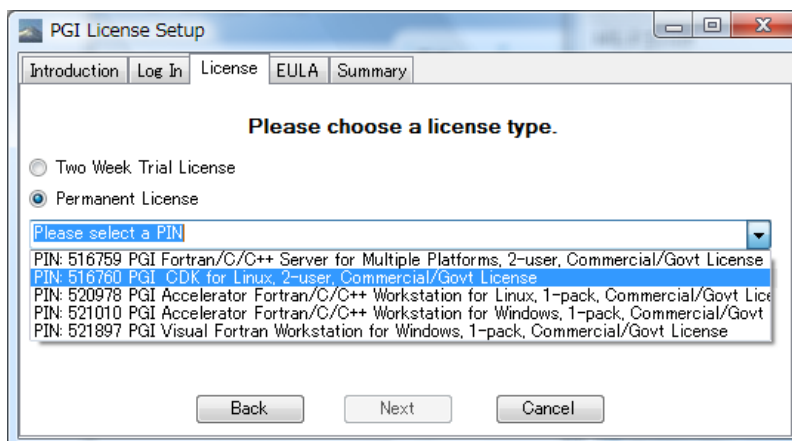 PGI License Setup
Introduction Log In License EULA Summary
Please choose a license type.
Two Week Trial License
Permanent License
Please select a PIN
PIN: 516759 PGI Fortran/C/C++ Server for Multiple Platforms, 2-user, Commercial/Govt License
PIN: 516760 PGI CDK for Linux, 2-user, Commercial/Govt License
PIN: 520978 PGI Accelerator Fortran/C/C++ Workstation for Linux, 1-pack, Commercial/Govt Lice
PIN: 521010 PGI Accelerator Fortran/C/C++ Workstation for Windows, 1-pack, Commercial/Govt
PIN: 521897 PGI Visual Fortran Workstation for Windows, 1-pack, Commercial/Govt License
Back Next Cancel